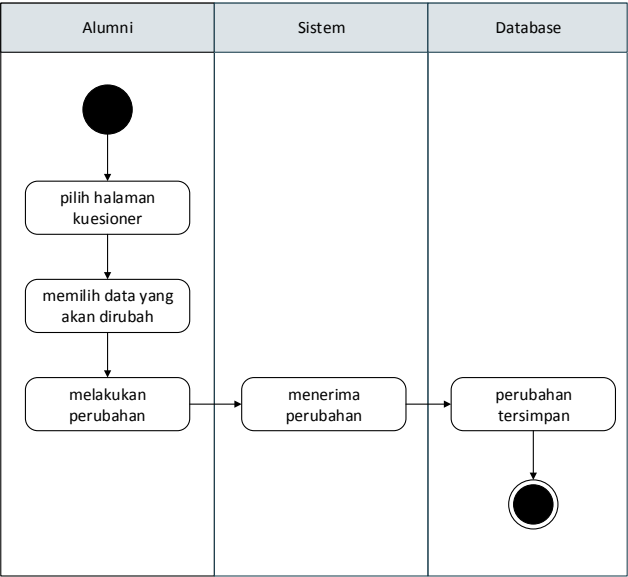 Alumni
Sistem
Database
pilih halaman
kuesioner
memilih data yang
akan dirubah
melakukan
perubahan
menerima
perubahan
perubahan
tersimpan